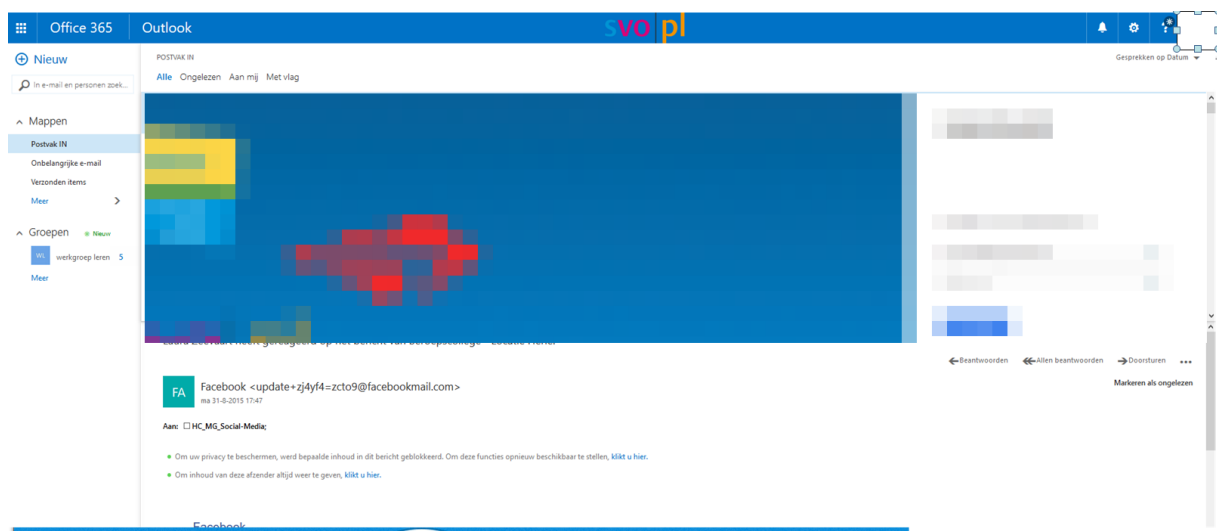 Office 365 Outlook svo|pl
Nieuw
In e-mail en personen zoek...
Mappen
Postvak IN
Onbelangrijke e-mail
Verzonden items
Meer
Groepen Nieuw
WL werkgroep leren 5
Meer
POSTVAK IN
Gesprekken op Datum
Alle Ongelezen Aan mij Met vlag
Beantwoorden Allen beantwoorden Doorsturen ...
Markeren als ongelezen
FA Facebook <update+zj4yf4=zcto9@facebookmail.com>
ma 31-8-2015 17:47
Aan: HC_MG_Social-Media;
Om uw privacy te beschermen, werd bepaalde inhoud in dit bericht geblokkeerd. Om deze functies opnieuw beschikbaar te stellen, klikt u hier.
Om inhoud van deze afzender altijd weer te geven, klikt u hier.
Facebook